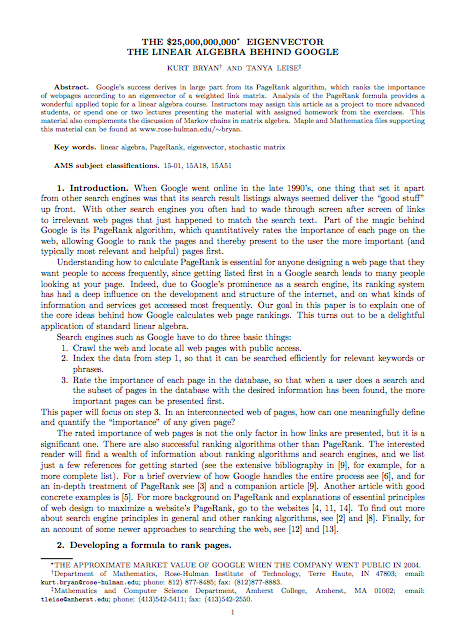 THE $25,000,000,000* EIGENVECTOR
THE LINEAR ALGEBRA BEHIND GOOGLE
KURT BRYAN† AND TANYA LEISE‡
Abstract. Google's success derives in large part from its PageRank algorithm, which ranks the importance
of webpages according to an eigenvector of a weighted link matrix. Analysis of the PageRank formula provides a
wonderful applied topic for a linear algebra course. Instructors may assign this article as a project to more advanced
students, or spend one or two lectures presenting the material with assigned homework from the exercises. This
material also complements the discussion of Markov chains in matrix algebra. Maple and Mathematica files supporting
this material can be found at www.rose-hulman.edu/~bryan.
Key words. linear algebra, PageRank, eigenvector, stochastic matrix
AMS subject classifications. 15-01, 15A18, 15A51
1. Introduction. When Google went online in the late 1990's, one thing that set it apart
from other search engines was that its search result listings always seemed deliver the "good stuff"
up front. With other search engines you often had to wade through screen after screen of links
to irrelevant web pages that just happened to match the search text. Part of the magic behind
Google is its PageRank algorithm, which quantitatively rates the importance of each page on the
web, allowing Google to rank the pages and thereby present to the user the more important (and
typically most relevant and helpful) pages first.
Understanding how to calculate PageRank is essential for anyone designing a web page that they
want people to access frequently, since getting listed first in a Google search leads to many people
looking at your page. Indeed, due to Google's prominence as a search engine, its ranking system
has had a deep influence on the development and structure of the internet, and on what kinds of
information and services get accessed most frequently. Our goal in this paper is to explain one of
the core ideas behind how Google calculates web page rankings. This turns out to be a delightful
application of standard linear algebra.
Search engines such as Google have to do three basic things:
1. Crawl the web and locate all web pages with public access.
2. Index the data from step 1, so that it can be searched efficiently for relevant keywords or
phrases.
3. Rate the importance of each page in the database, so that when a user does a search and
the subset of pages in the database with the desired information has been found, the more
important pages can be presented first.
This paper will focus on step 3. In an interconnected web of pages, how can one meaningfully define
and quantify the "importance" of any given page?
The rated importance of web pages is not the only factor in how links are presented, but it is a
significant one. There are also successful ranking algorithms other than PageRank. The interested
reader will find a wealth of information about ranking algorithms and search engines, and we list
just a few references for getting started (see the extensive bibliography in [9], for example, for a
more complete list). For a brief overview of how Google handles the entire process see [6], and for
an in-depth treatment of PageRank see [3] and a companion article [9]. Another article with good
concrete examples is [5]. For more background on PageRank and explanations of essential principles
of web design to maximize a website's PageRank, go to the websites [4, 11, 14]. To find out more
about search engine principles in general and other ranking algorithms, see [2] and [8]. Finally, for
an account of some newer approaches to searching the web, see [12] and [13].
2. Developing a formula to rank pages.
*THE APPROXIMATE MARKET VALUE OF GOOGLE WHEN THE COMPANY WENT PUBLIC IN 2004.
†Department of Mathematics, Rose-Hulman Institute of Technology, Terre Haute, IN 47803; email:
kurt.bryan@rose-hulman.edu; phone: 812) 877-8485; fax: (812)877-8883.
‡Mathematics and Computer Science Department, Amherst College, Amherst, MA 01002; email:
tleise@amherst.edu; phone: (413)542-5411; fax: (413)542-2550.
1